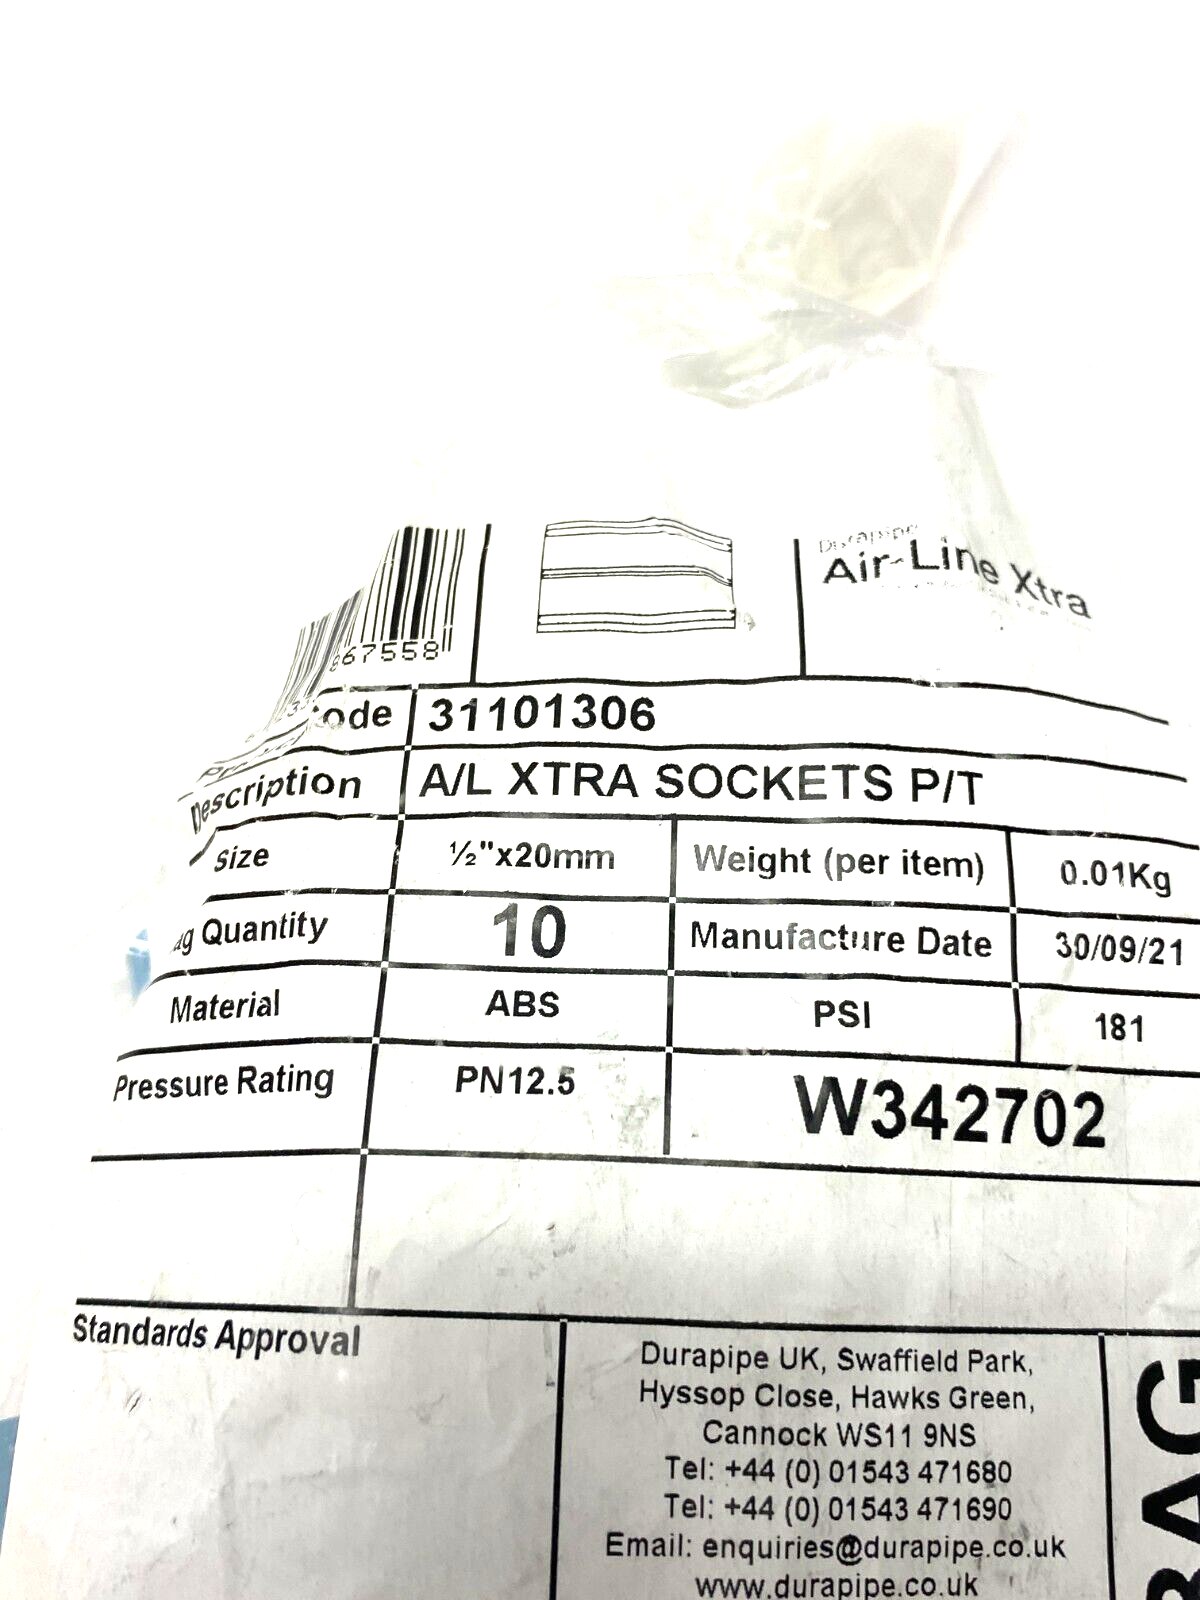 Durapipe
Air-Line Xtra
867558
ode 31101306
Description A/L XTRA SOCKETS P/T
Size ½"x20mm Weight (per item) 0.01Kg
ag Quantity 10 Manufacture Date 30/09/21
Material ABS PSI 181
Pressure Rating PN12.5 W342702
Standards Approval
Durapipe UK, Swaffield Park,
Hyssop Close, Hawks Green,
Cannock WS11 9NS
Tel: +44 (0) 01543 471680
Tel: +44 (0) 01543 471690
Email: enquiries@durapipe.co.uk
www.durapipe.co.uk
BAG